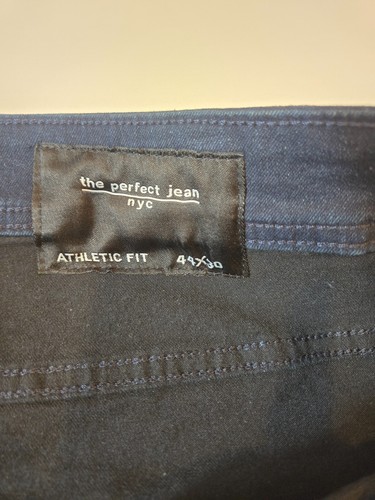 the perfect jean
nyc
ATHLETIC FIT 44X30